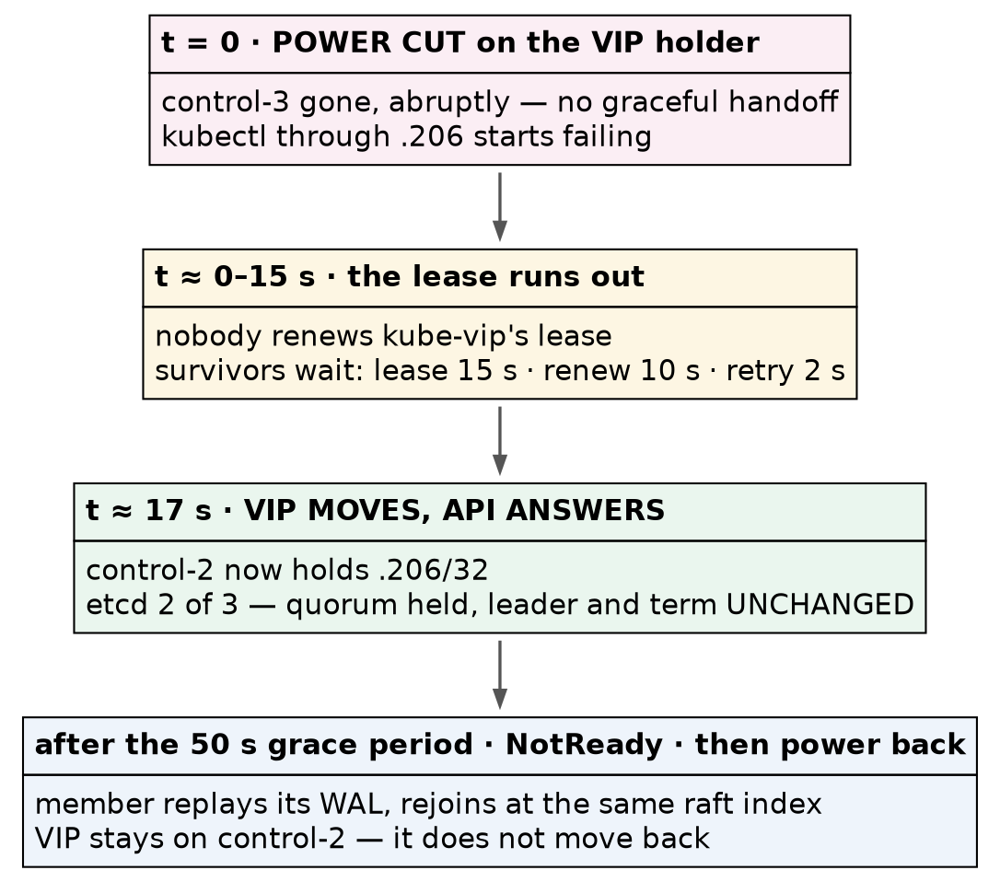 t = 0 · POWER CUT on the VIP holder
control-3 gone, abruptly — no graceful handoff
kubectl through .206 starts failing
t ≈ 0–15 s · the lease runs out
nobody renews kube-vip's lease
survivors wait: lease 15 s · renew 10 s · retry 2 s
t ≈ 17 s · VIP MOVES, API ANSWERS
control-2 now holds .206/32
etcd 2 of 3 — quorum held, leader and term UNCHANGED
after the 50 s grace period · NotReady · then power back
member replays its WAL, rejoins at the same raft index
VIP stays on control-2 — it does not move back